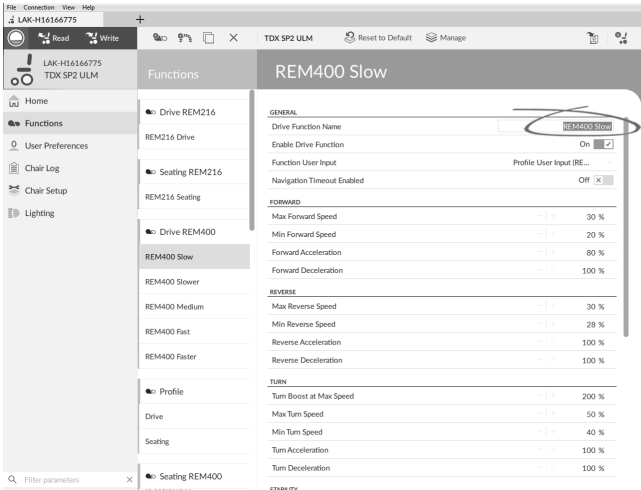 File Connection View Help
LAK-H16166775 +
Read Write TDX SP2 ULM Reset to Default Manage
LAK-H16166775
TDX SP2 ULM
Functions
REM400 Slow
Home
Functions
User Preferences
Chair Log
Chair Setup
Lighting
Filter parameters
Drive REM216
REM216 Drive
Seating REM216
REM216 Seating
Drive REM400
REM400 Slow
REM400 Slower
REM400 Medium
REM400 Fast
REM400 Faster
Profile
Drive
Seating
Seating REM400
GENERAL
Drive Function Name REM400 Slow
Enable Drive Function On
Function User Input Profile User Input (RE...
Navigation Timeout Enabled Off
FORWARD
Max Forward Speed − + 30 %
Min Forward Speed − + 20 %
Forward Acceleration − + 80 %
Forward Deceleration − + 100 %
REVERSE
Max Reverse Speed − + 30 %
Min Reverse Speed − + 28 %
Reverse Acceleration − + 100 %
Reverse Deceleration − + 100 %
TURN
Turn Boost at Max Speed − + 200 %
Max Turn Speed − + 50 %
Min Turn Speed − + 40 %
Turn Acceleration − + 100 %
Turn Deceleration − + 100 %
STABILITY